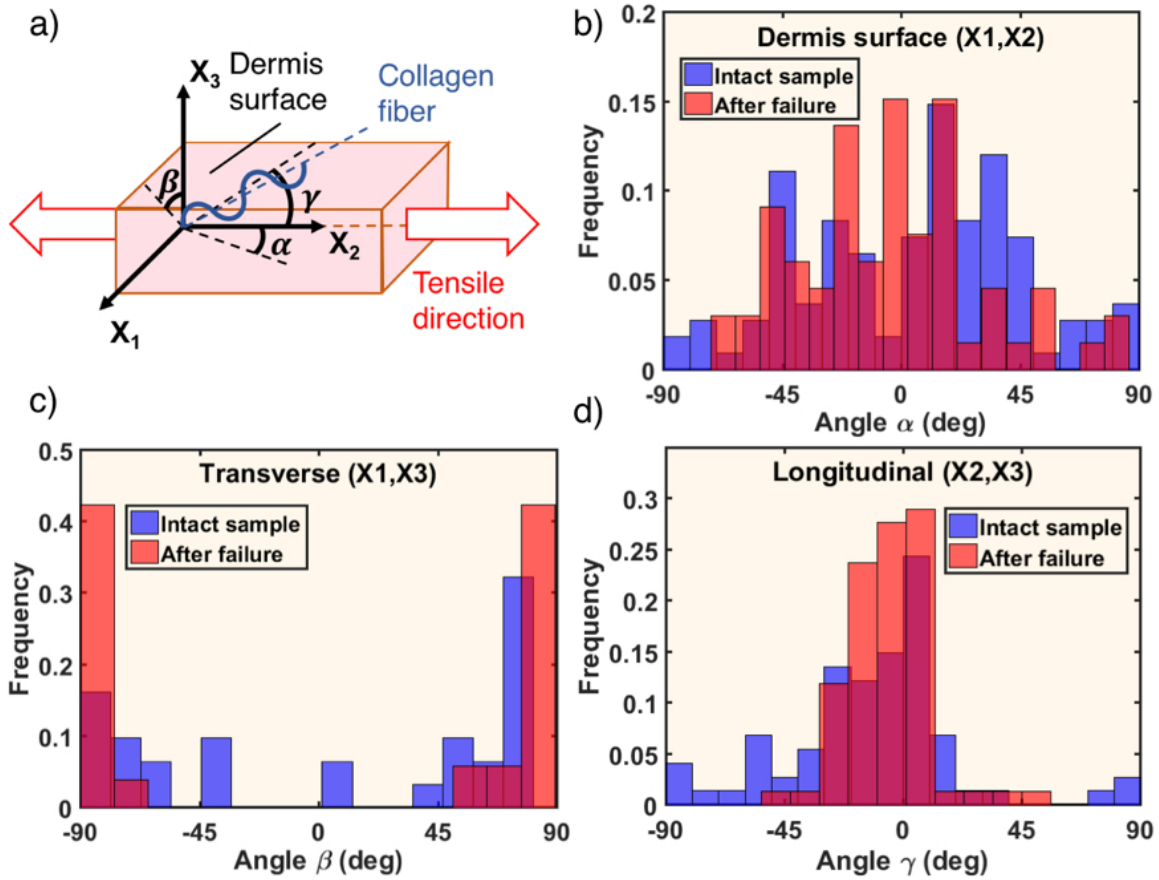 a)
X3
Dermis
surface
Collagen
fiber
β
γ
α
X2
X1
Tensile
direction
b)
Dermis surface (X1,X2)
Intact sample
After failure
Frequency
0.2
0.15
0.1
0.05
0
-90 -45 0 45 90
Angle α (deg)
c)
Transverse (X1,X3)
Intact sample
After failure
Frequency
0.5
0.4
0.3
0.2
0.1
0
-90 -45 0 45 90
Angle β (deg)
d)
Longitudinal (X2,X3)
Intact sample
After failure
Frequency
0.3
0.25
0.2
0.15
0.1
0.05
0
-90 -45 0 45 90
Angle γ (deg)